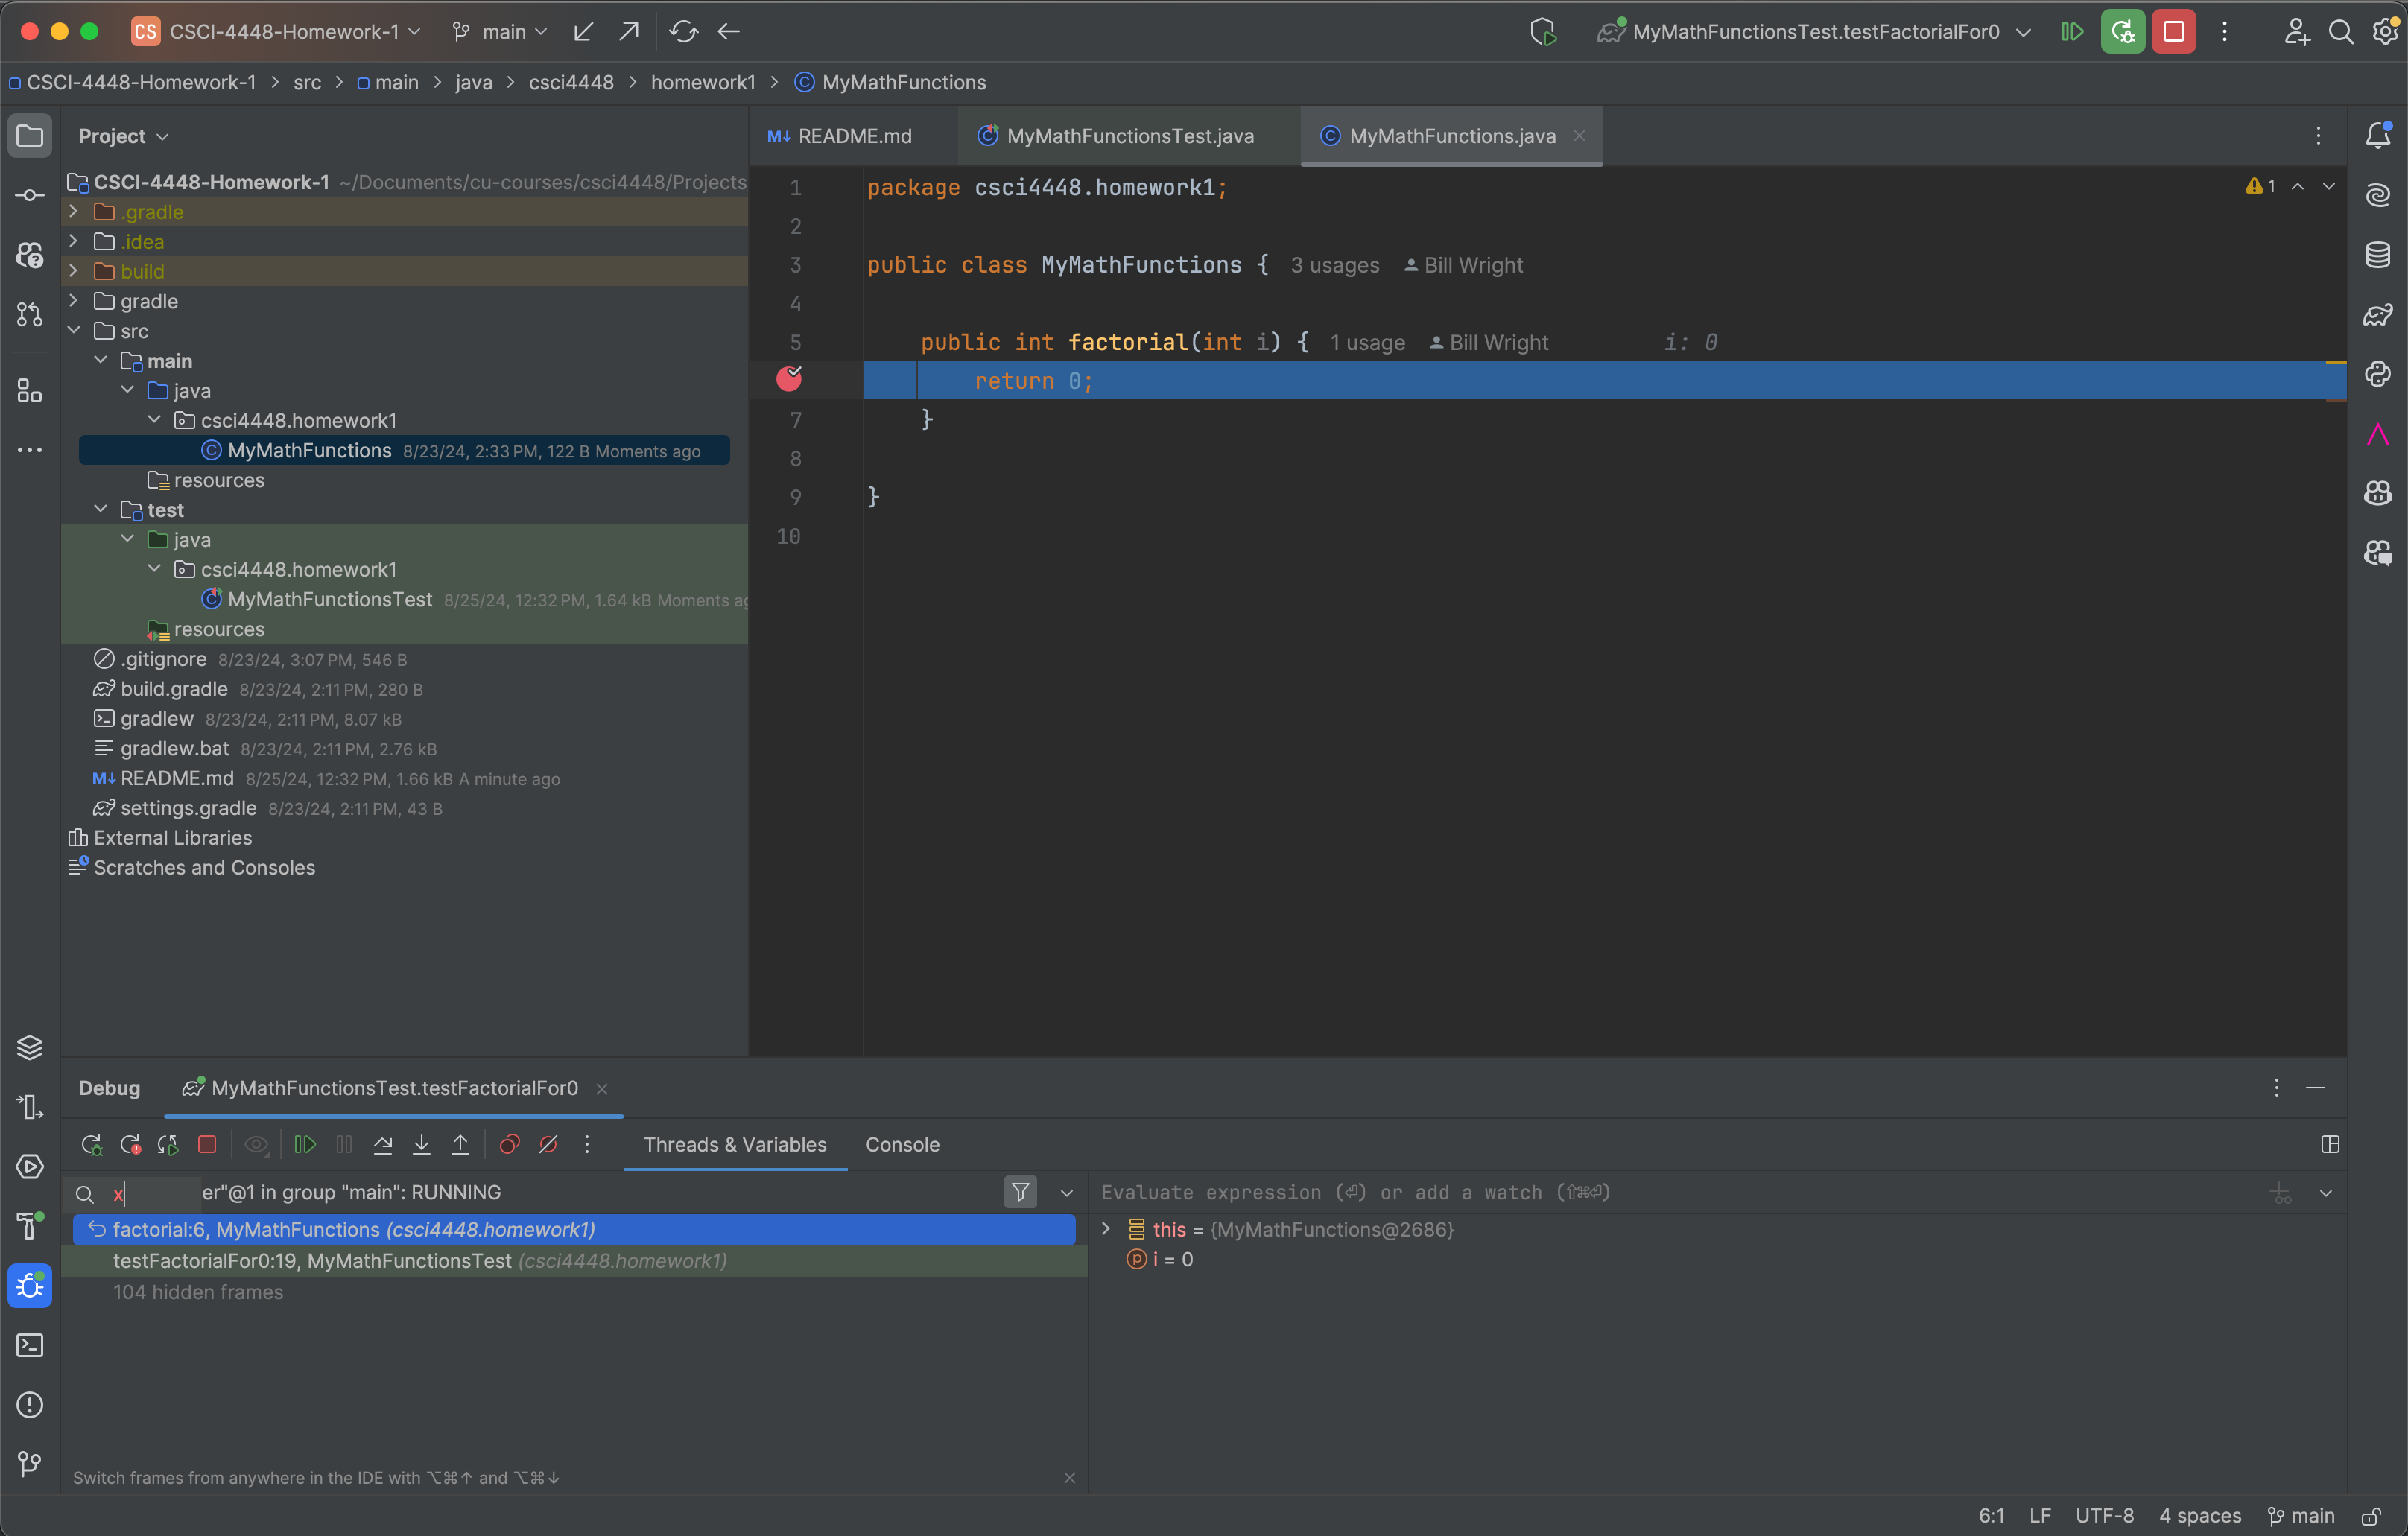 CS CSCI-4448-Homework-1 main MyMathFunctionsTest.testFactorialFor0
CSCI-4448-Homework-1 src main java csci4448 homework1 MyMathFunctions
Project
README.md MyMathFunctionsTest.java MyMathFunctions.java
CSCI-4448-Homework-1 ~/Documents/cu-courses/csci4448/Projects
.gradle
.idea
build
gradle
src
main
java
csci4448.homework1
MyMathFunctions 8/23/24, 2:33 PM, 122 B Moments ago
resources
test
java
csci4448.homework1
MyMathFunctionsTest 8/25/24, 12:32 PM, 1.64 kB Moments
resources
.gitignore 8/23/24, 3:07 PM, 546 B
build.gradle 8/23/24, 2:11 PM, 280 B
gradlew 8/23/24, 2:11 PM, 8.07 kB
gradlew.bat 8/23/24, 2:11 PM, 2.76 kB
M↓ README.md 8/25/24, 12:32 PM, 1.66 kB A minute ago
settings.gradle 8/23/24, 2:11 PM, 43 B
External Libraries
Scratches and Consoles
1 package csci4448.homework1; 1
2
3 public class MyMathFunctions { 3 usages Bill Wright
4
5 public int factorial(int i) { 1 usage Bill Wright i: 0
return 0;
7 }
8
9 }
10
Debug MyMathFunctionsTest.testFactorialFor0
Threads & Variables Console
x er"@1 in group "main": RUNNING
factorial:6, MyMathFunctions (csci4448.homework1)
testFactorialFor0:19, MyMathFunctionsTest (csci4448.homework1)
104 hidden frames
Switch frames from anywhere in the IDE with ⌥⌘↑ and ⌥⌘↓
Evaluate expression (⏎) or add a watch (⇧⌘⏎)
this = {MyMathFunctions@2686}
p i = 0
6:1 LF UTF-8 4 spaces main